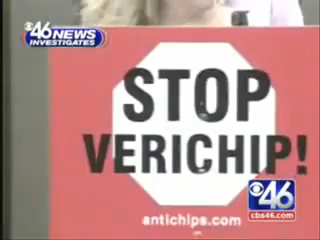 46 NEWS
INVESTIGATES
STOP
VERICHIP!
antichips.com
46
cbs46.com